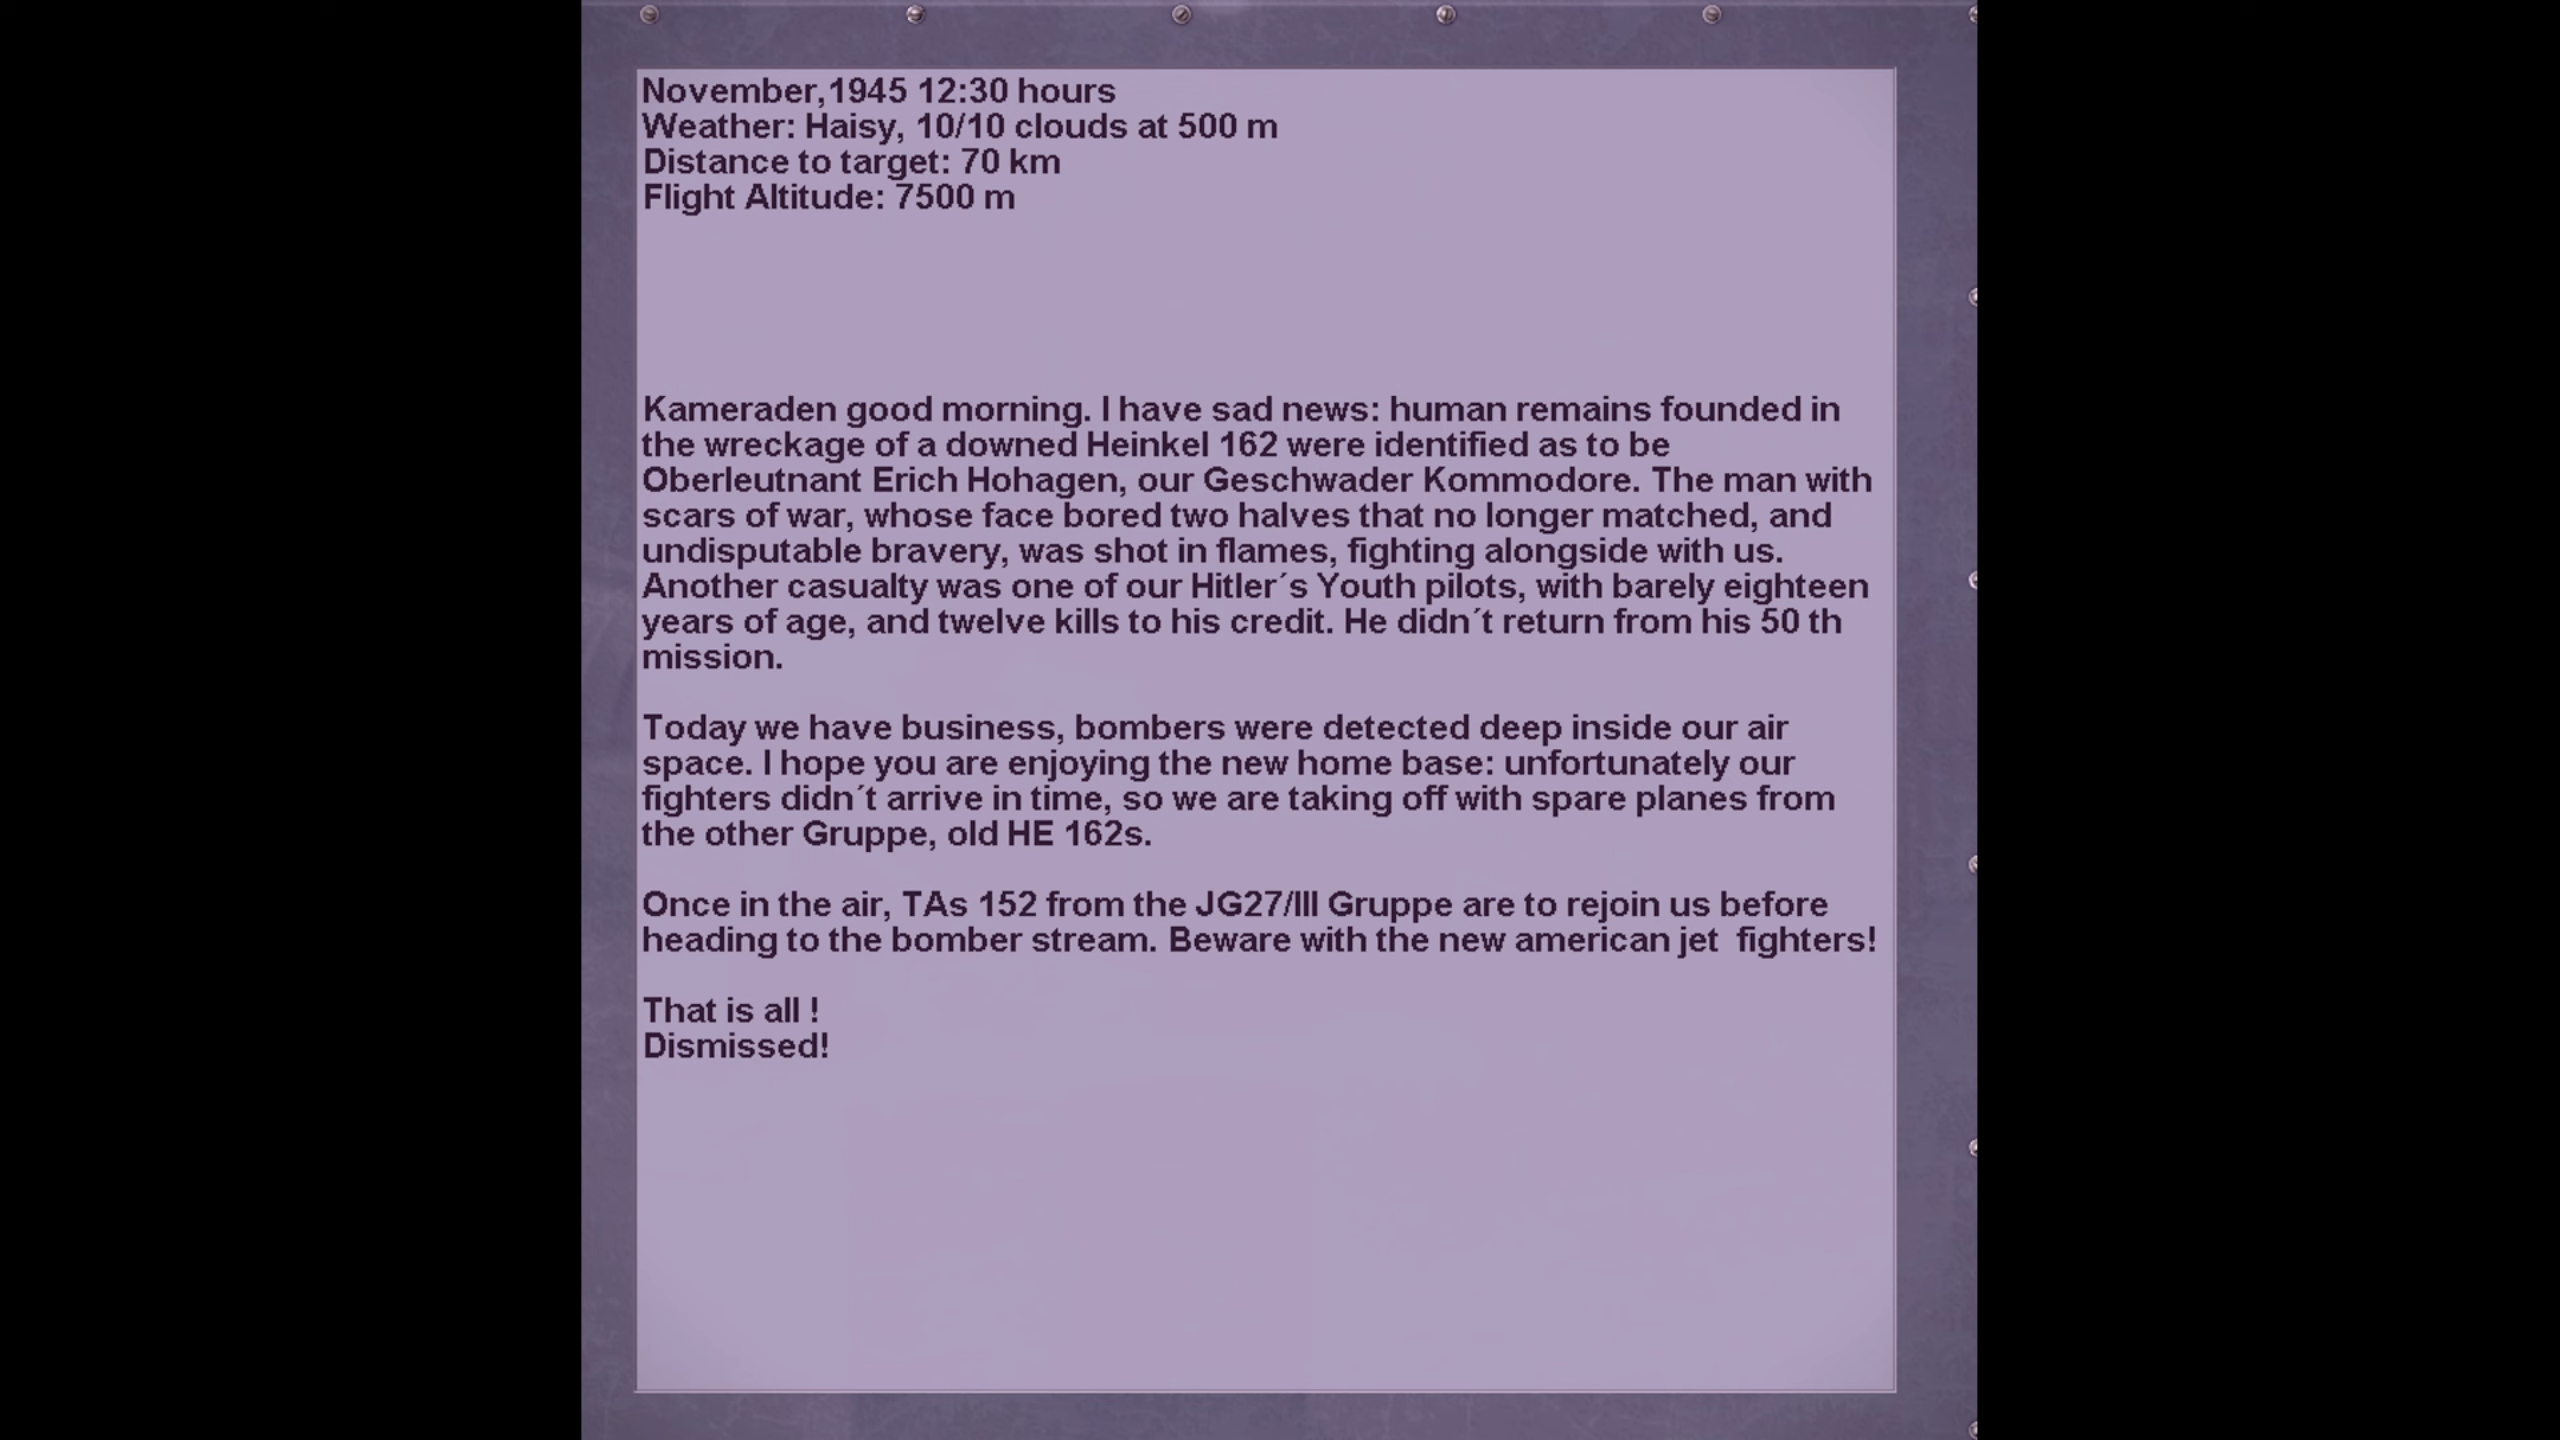 November,1945 12:30 hours
Weather: Haisy, 10/10 clouds at 500 m
Distance to target: 70 km
Flight Altitude: 7500 m
Kameraden good morning. I have sad news: human remains founded in
the wreckage of a downed Heinkel 162 were identified as to be
Oberleutnant Erich Hohagen, our Geschwader Kommodore. The man with
scars of war, whose face bored two halves that no longer matched, and
undisputable bravery, was shot in flames, fighting alongside with us.
Another casualty was one of our Hitler´s Youth pilots, with barely eighteen
years of age, and twelve kills to his credit. He didn´t return from his 50 th
mission.
Today we have business, bombers were detected deep inside our air
space. I hope you are enjoying the new home base: unfortunately our
fighters didn´t arrive in time, so we are taking off with spare planes from
the other Gruppe, old HE 162s.
Once in the air, TAs 152 from the JG27/III Gruppe are to rejoin us before
heading to the bomber stream. Beware with the new american jet  fighters!
That is all !
Dismissed!